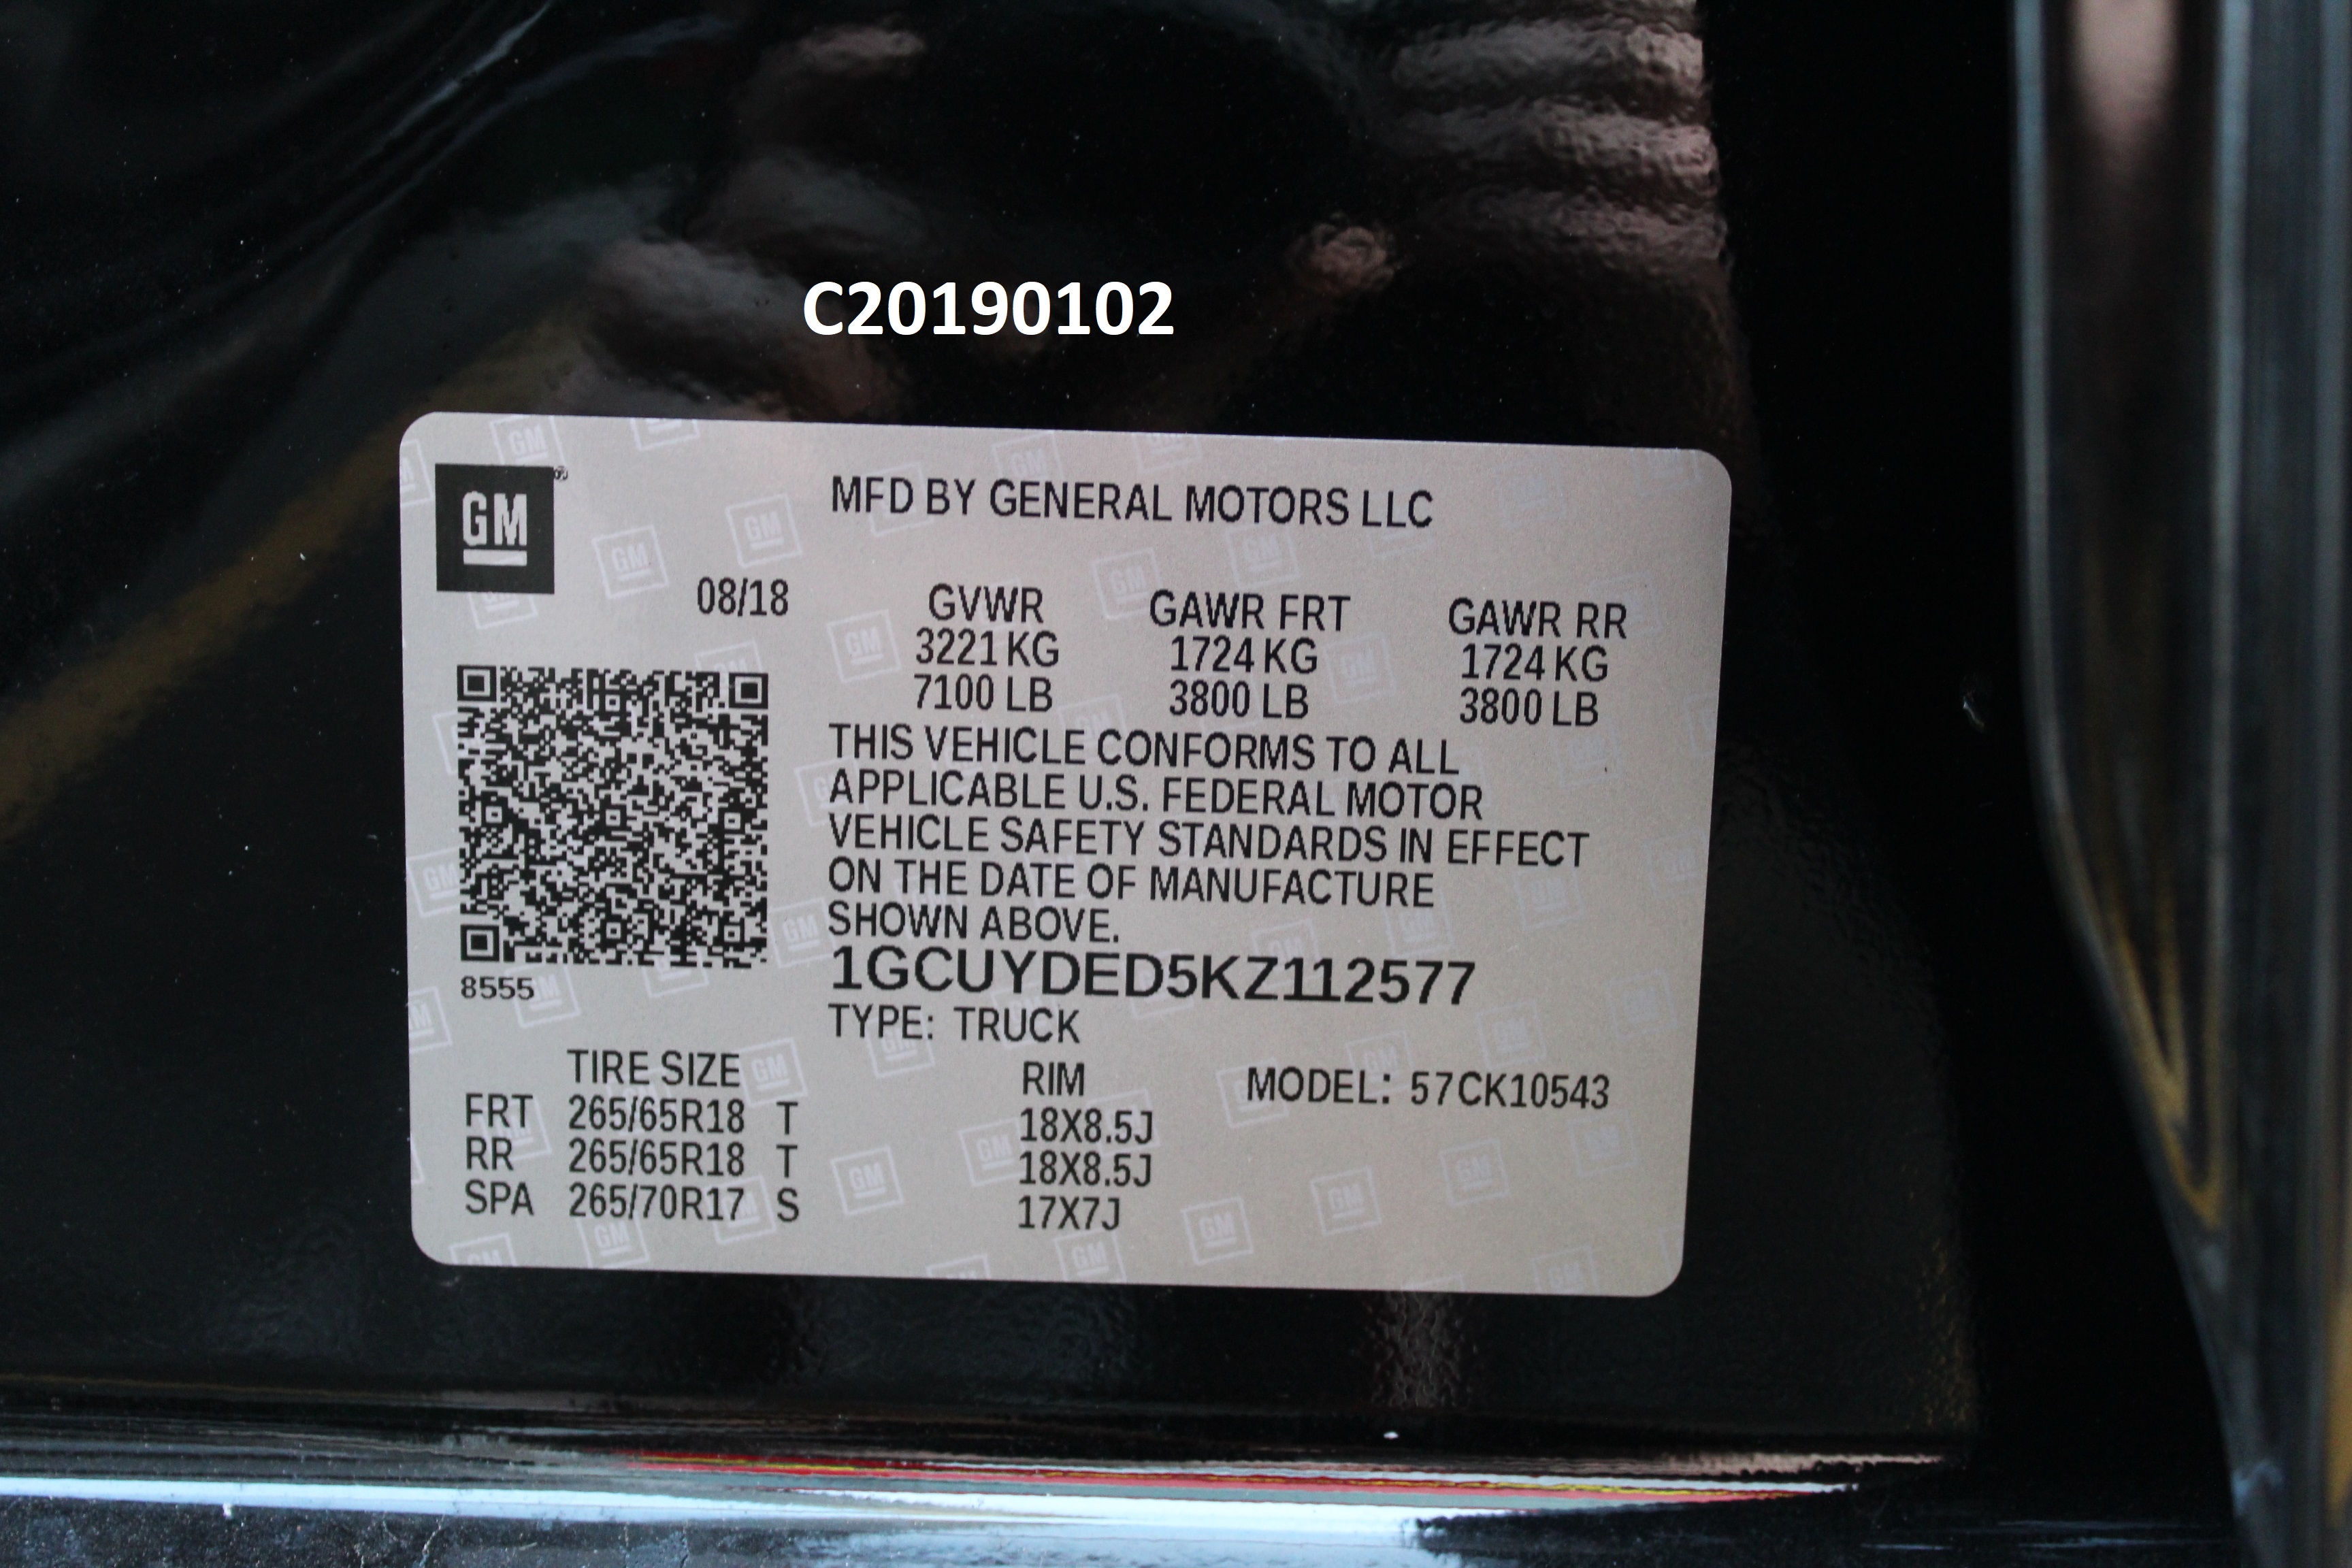 C20190102
GM
MFD BY GENERAL MOTORS LLC
08/18
GVWR GAWR FRT GAWR RR
3221 KG 1724 KG 1724 KG
7100 LB 3800 LB 3800 LB
THIS VEHICLE CONFORMS TO ALL
APPLICABLE U.S. FEDERAL MOTOR
VEHICLE SAFETY STANDARDS IN EFFECT
ON THE DATE OF MANUFACTURE
SHOWN ABOVE.
1GCUYDED5KZ112577
8555
TYPE: TRUCK
TIRE SIZE RIM MODEL: 57CK10543
FRT 265/65R18 T 18X8.5J
RR 265/65R18 T 18X8.5J
SPA 265/70R17 S 17X7J